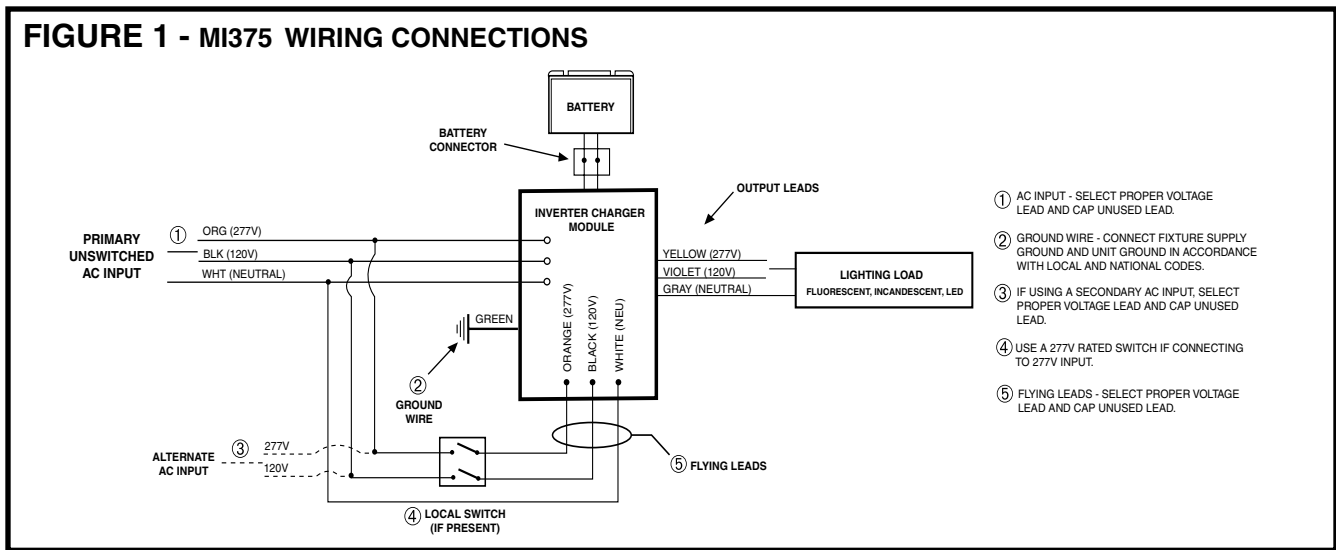 FIGURE 1 - MI375 WIRING CONNECTIONS
BATTERY
BATTERY
CONNECTOR
OUTPUT LEADS
INVERTER CHARGER
MODULE
PRIMARY
UNSWITCHED
AC INPUT
1
ORG (277V)
BLK (120V)
WHT (NEUTRAL)
YELLOW (277V)
VIOLET (120V)
GRAY (NEUTRAL)
LIGHTING LOAD
FLUORESCENT, INCANDESCENT, LED
GREEN
2
GROUND
WIRE
ORANGE (277V)
BLACK (120V)
WHITE (NEU)
ALTERNATE
AC INPUT
3
277V
120V
5 FLYING LEADS
4 LOCAL SWITCH
(IF PRESENT)
1 AC INPUT - SELECT PROPER VOLTAGE
LEAD AND CAP UNUSED LEAD.
2 GROUND WIRE - CONNECT FIXTURE SUPPLY
GROUND AND UNIT GROUND IN ACCORDANCE
WITH LOCAL AND NATIONAL CODES.
3 IF USING A SECONDARY AC INPUT, SELECT
PROPER VOLTAGE LEAD AND CAP UNUSED
LEAD.
4 USE A 277V RATED SWITCH IF CONNECTING
TO 277V INPUT.
5 FLYING LEADS - SELECT PROPER VOLTAGE
LEAD AND CAP UNUSED LEAD.